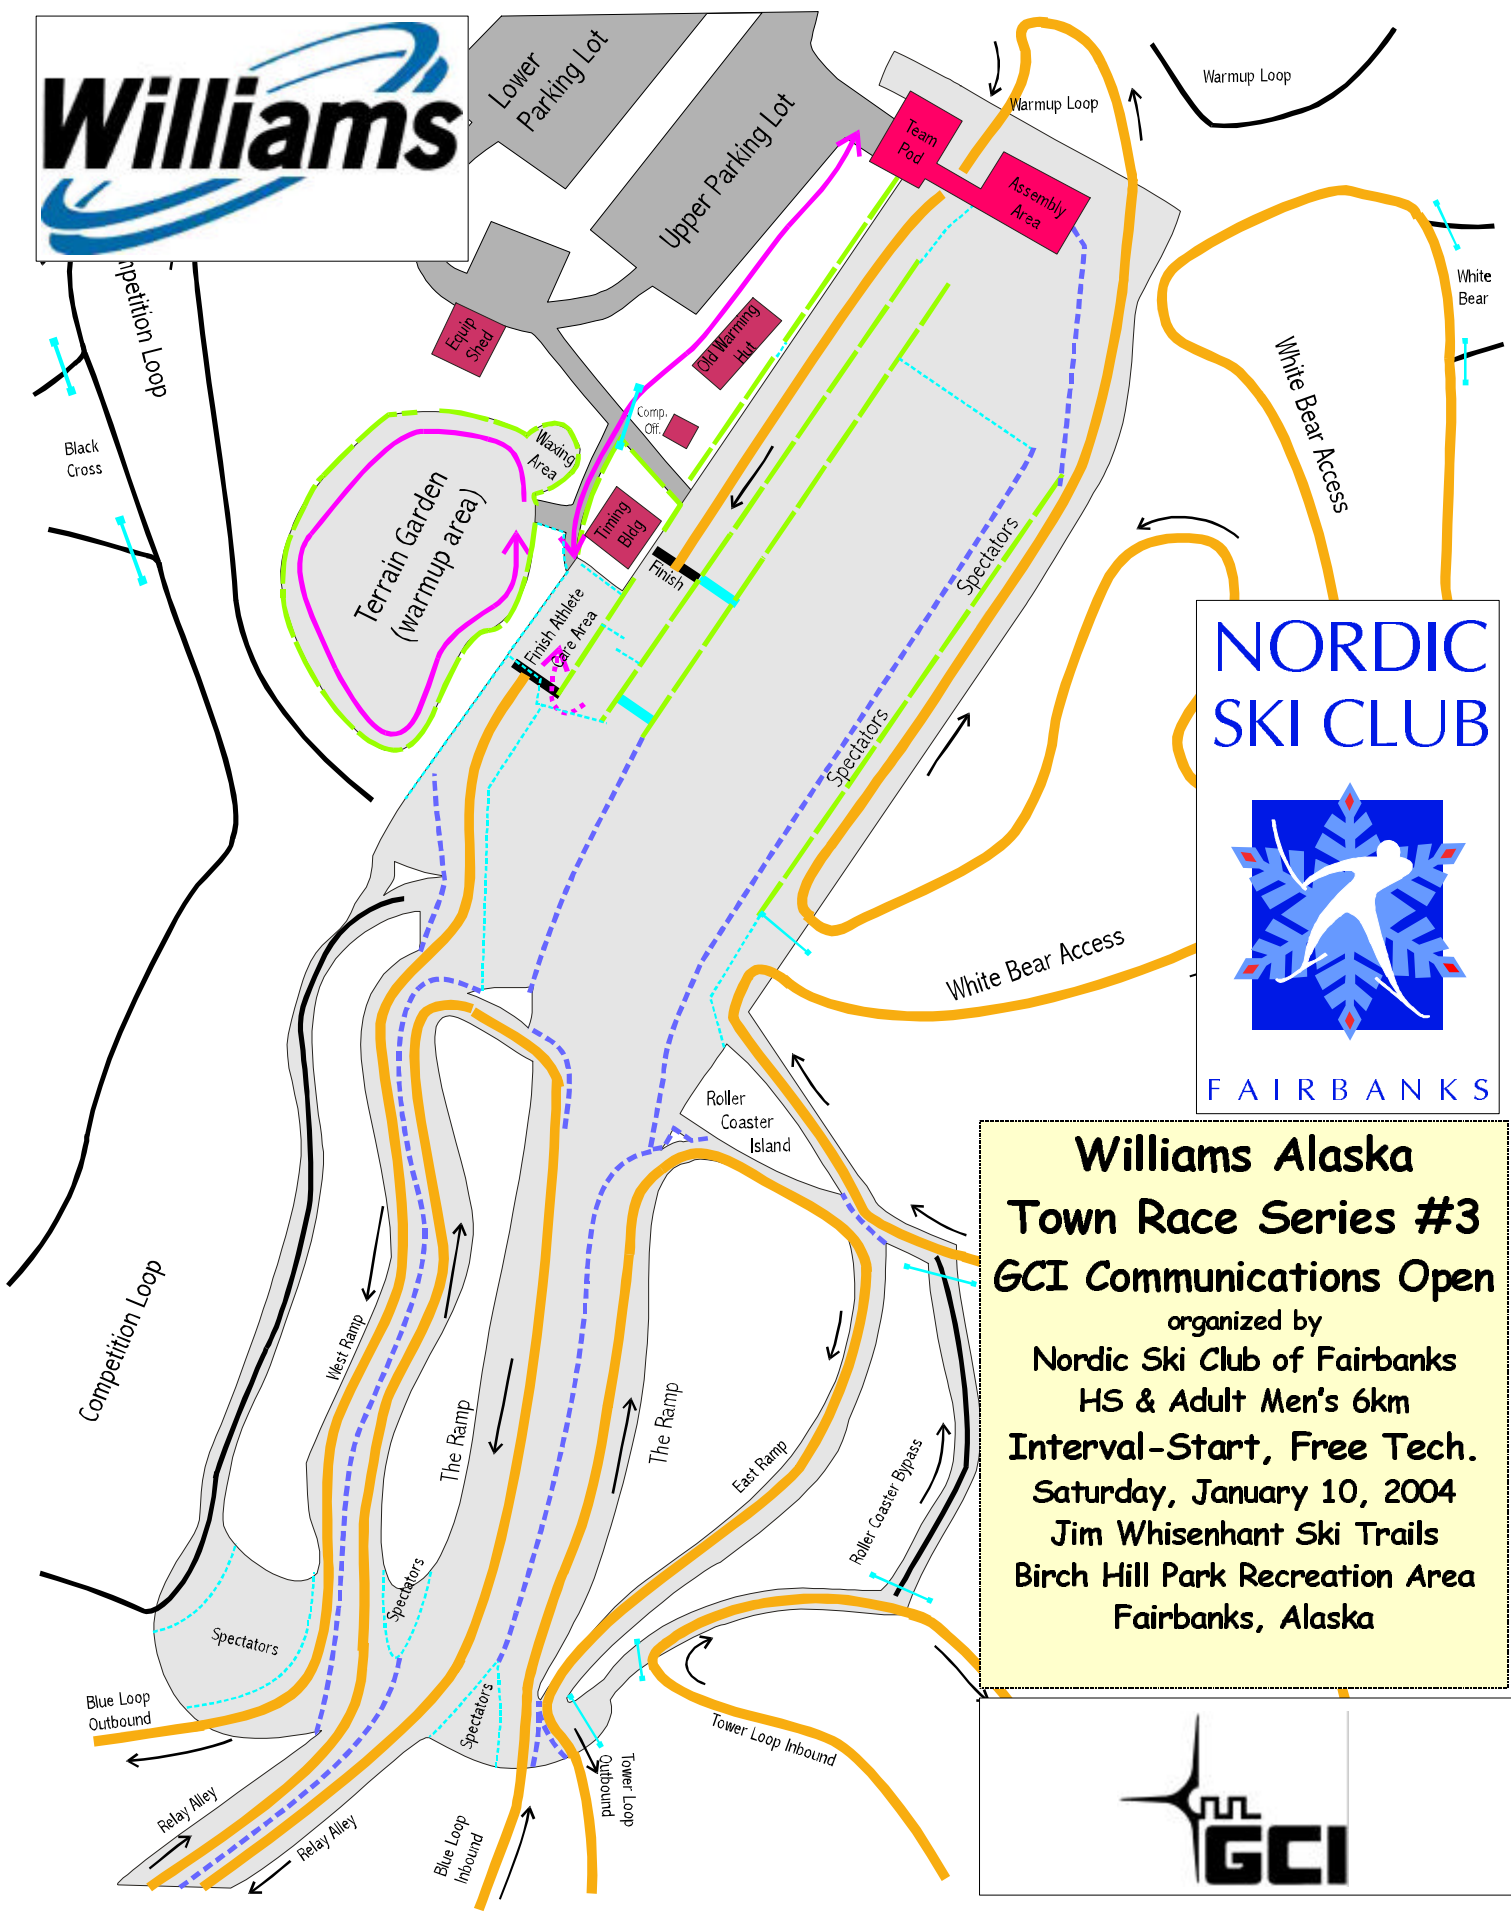 Williams
Lower
Parking Lot
Upper Parking Lot
Warmup Loop
Warmup Loop
Team
Pod
Assembly
Area
White
Bear
mpetition Loop
Equip
Shed
Old Warming
Hut
Comp.
Off.
White Bear Access
Black
Cross
Waxing
Area
Terrain Garden
(warmup area)
Timing
Bldg
Finish
Finish Athlete
Care Area
Spectators
Spectators
NORDIC
SKI CLUB
FAIRBANKS
White Bear Access
Roller
Coaster
Island
Competition Loop
West Ramp
The Ramp
The Ramp
East Ramp
Roller Coaster Bypass
Williams Alaska
Town Race Series #3
GCI Communications Open
organized by
Nordic Ski Club of Fairbanks
HS & Adult Men's 6km
Interval-Start, Free Tech.
Saturday, January 10, 2004
Jim Whisenhant Ski Trails
Birch Hill Park Recreation Area
Fairbanks, Alaska
Spectators
Spectators
Spectators
Blue Loop
Outbound
Tower Loop Inbound
Tower Loop
Outbound
Relay Alley
Relay Alley
Blue Loop
Inbound
GCI